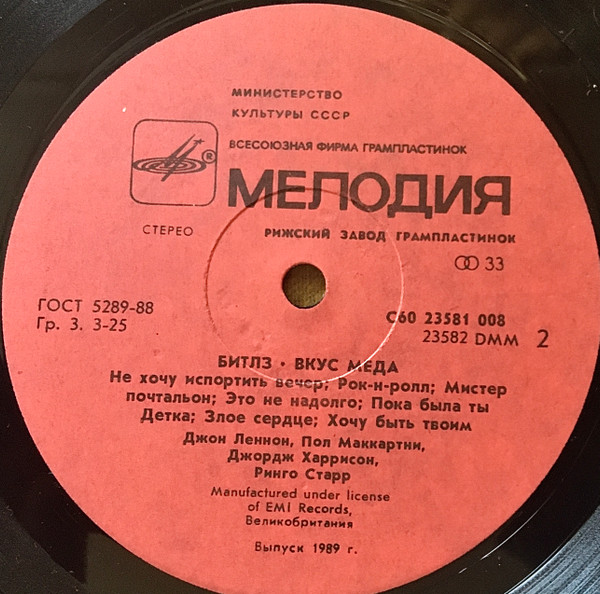 МИНИСТЕРСТВО
КУЛЬТУРЫ СССР
ВСЕСОЮЗНАЯ ФИРМА ГРАМПЛАСТИНОК
®
МЕЛОДИЯ
СТЕРЕО
РИЖСКИЙ ЗАВОД ГРАМПЛАСТИНОК
33
ГОСТ 5289-88
Гр. 3. 3-25
С60 23581 008
23582 DMM 2
БИТЛЗ · ВКУС МЕДА
Не хочу испортить вечер; Рок-н-ролл; Мистер
почтальон; Это не надолго; Пока была ты
Детка; Злое сердце; Хочу быть твоим
Джон Леннон, Пол Маккартни,
Джордж Харрисон,
Ринго Старр
Manufactured under license
of EMI Records,
Великобритания
Выпуск 1989 г.